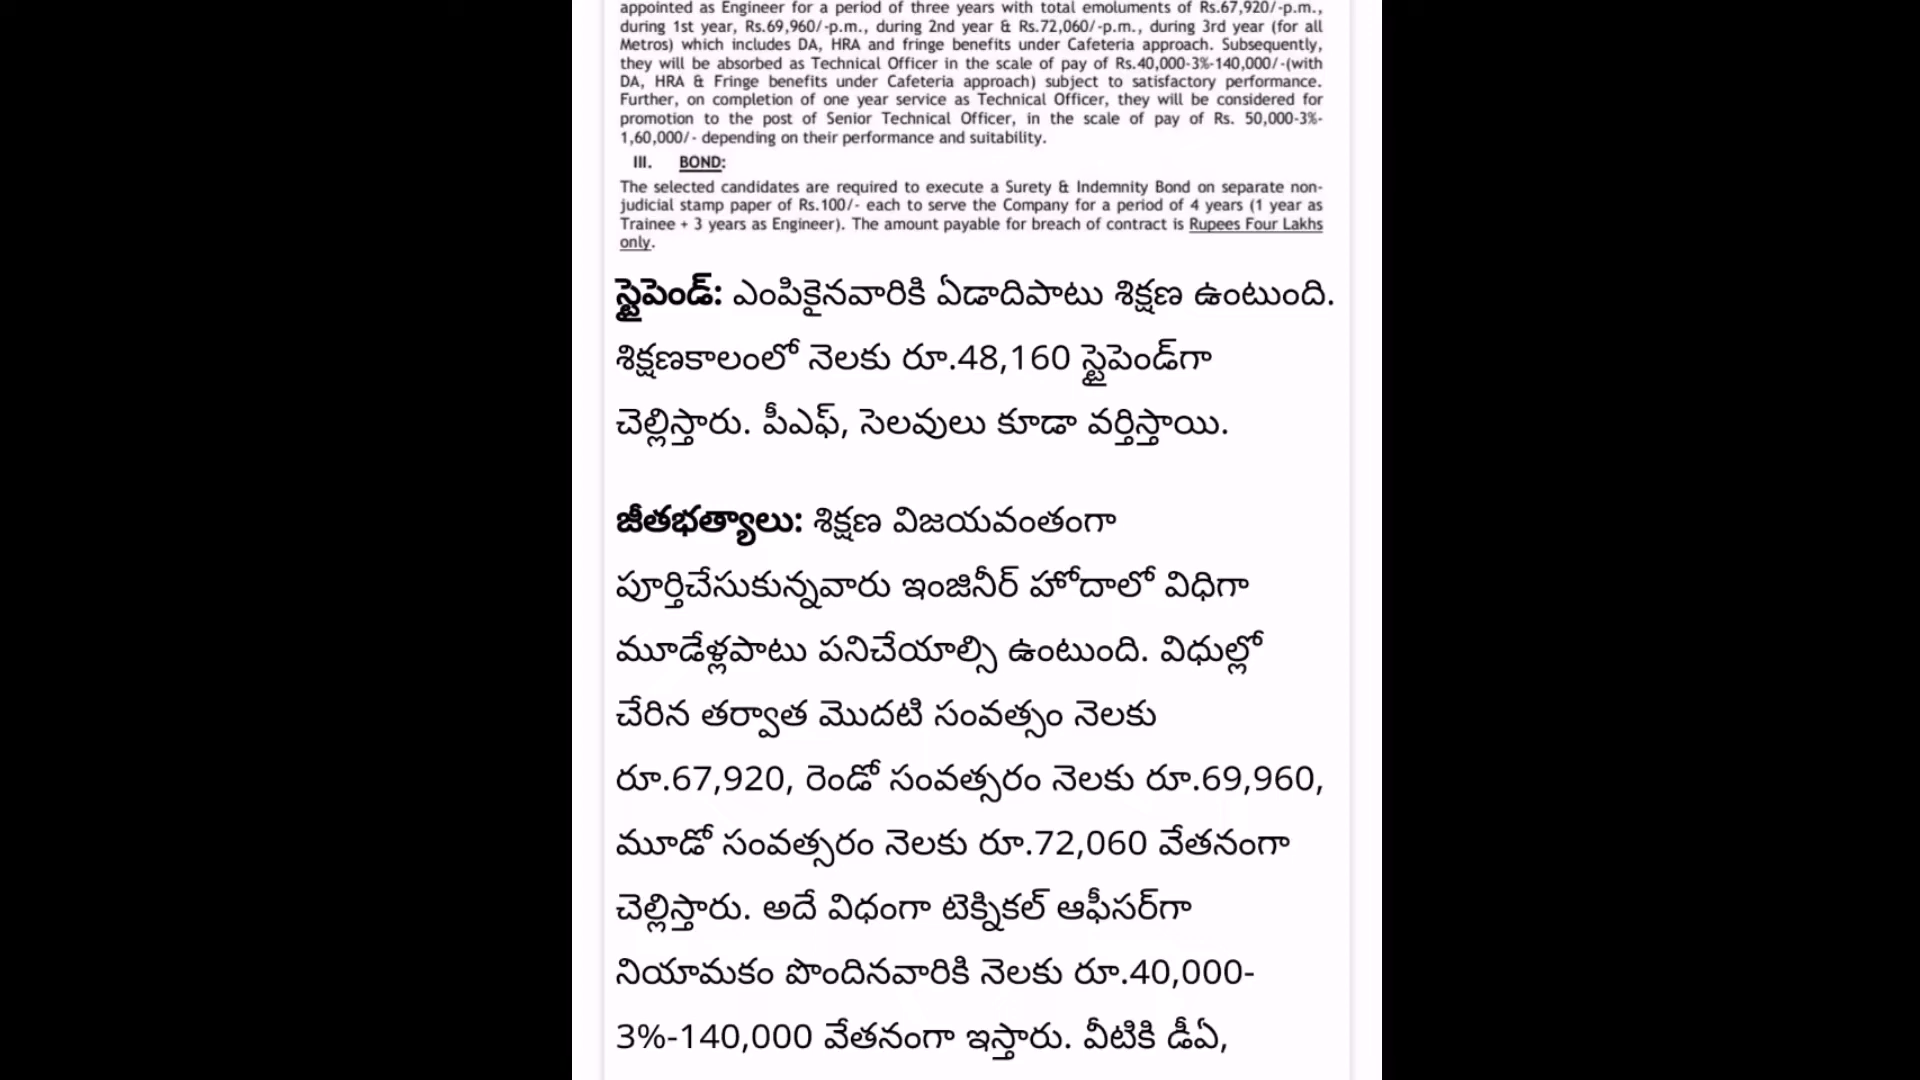 appointed as Engineer for a period of three years with total emoluments of Rs.67,920/-p.m.,
during 1st year, Rs.69,960/-p.m., during 2nd year & Rs.72,060/-p.m., during 3rd year (for all
Metros) which includes DA, HRA and fringe benefits under Cafeteria approach. Subsequently,
they will be absorbed as Technical Officer in the scale of pay of Rs.40,000-3%-140,000/-(with
DA, HRA & Fringe benefits under Cafeteria approach) subject to satisfactory performance.
Further, on completion of one year service as Technical Officer, they will be considered for
promotion to the post of Senior Technical Officer, in the scale of pay of Rs. 50,000-3%-
1,60,000/- depending on their performance and suitability.
III. BOND:
The selected candidates are required to execute a Surety & Indemnity Bond on separate non-
judicial stamp paper of Rs.100/- each to serve the Company for a period of 4 years (1 year as
Trainee + 3 years as Engineer). The amount payable for breach of contract is Rupees Four Lakhs
only.
స్టైపెండ్: ఎంపికైనవారికి ఏడాదిపాటు శిక్షణ ఉంటుంది.
శిక్షణకాలంలో నెలకు రూ.48,160 స్టైపెండ్‌గా
చెల్లిస్తారు. పీఎఫ్, సెలవులు కూడా వర్తిస్తాయి.
జీతభత్యాలు: శిక్షణ విజయవంతంగా
పూర్తిచేసుకున్నవారు ఇంజినీర్ హోదాలో విధిగా
మూడేళ్లపాటు పనిచేయాల్సి ఉంటుంది. విధుల్లో
చేరిన తర్వాత మొదటి సంవత్సం నెలకు
రూ.67,920, రెండో సంవత్సరం నెలకు రూ.69,960,
మూడో సంవత్సరం నెలకు రూ.72,060 వేతనంగా
చెల్లిస్తారు. అదే విధంగా టెక్నికల్ ఆఫీసర్‌గా
నియామకం పొందినవారికి నెలకు రూ.40,000-
3%-140,000 వేతనంగా ఇస్తారు. వీటికి డీఏ,